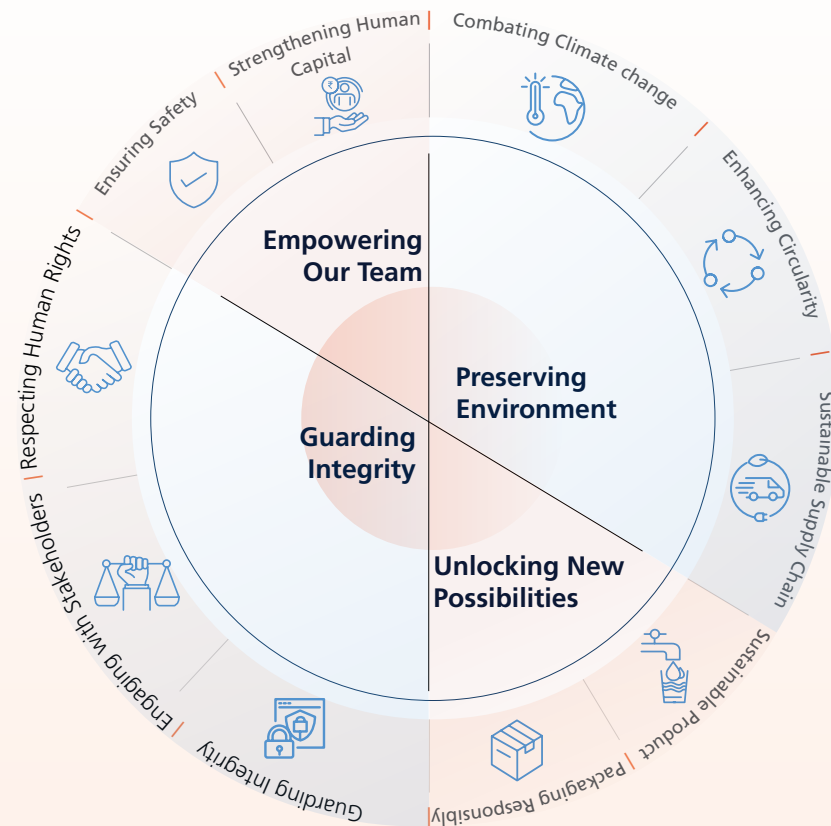 Strengthening Human
Capital
Combating Climate change
Ensuring Safety
Enhancing Circularity
Respecting Human Rights
Sustainable Supply Chain
Engaging with Stakeholders
Sustainable Product
Guarding Integrity
Packaging Responsibly
Empowering
Our Team
Preserving
Environment
Guarding
Integrity
Unlocking New
Possibilities
₹